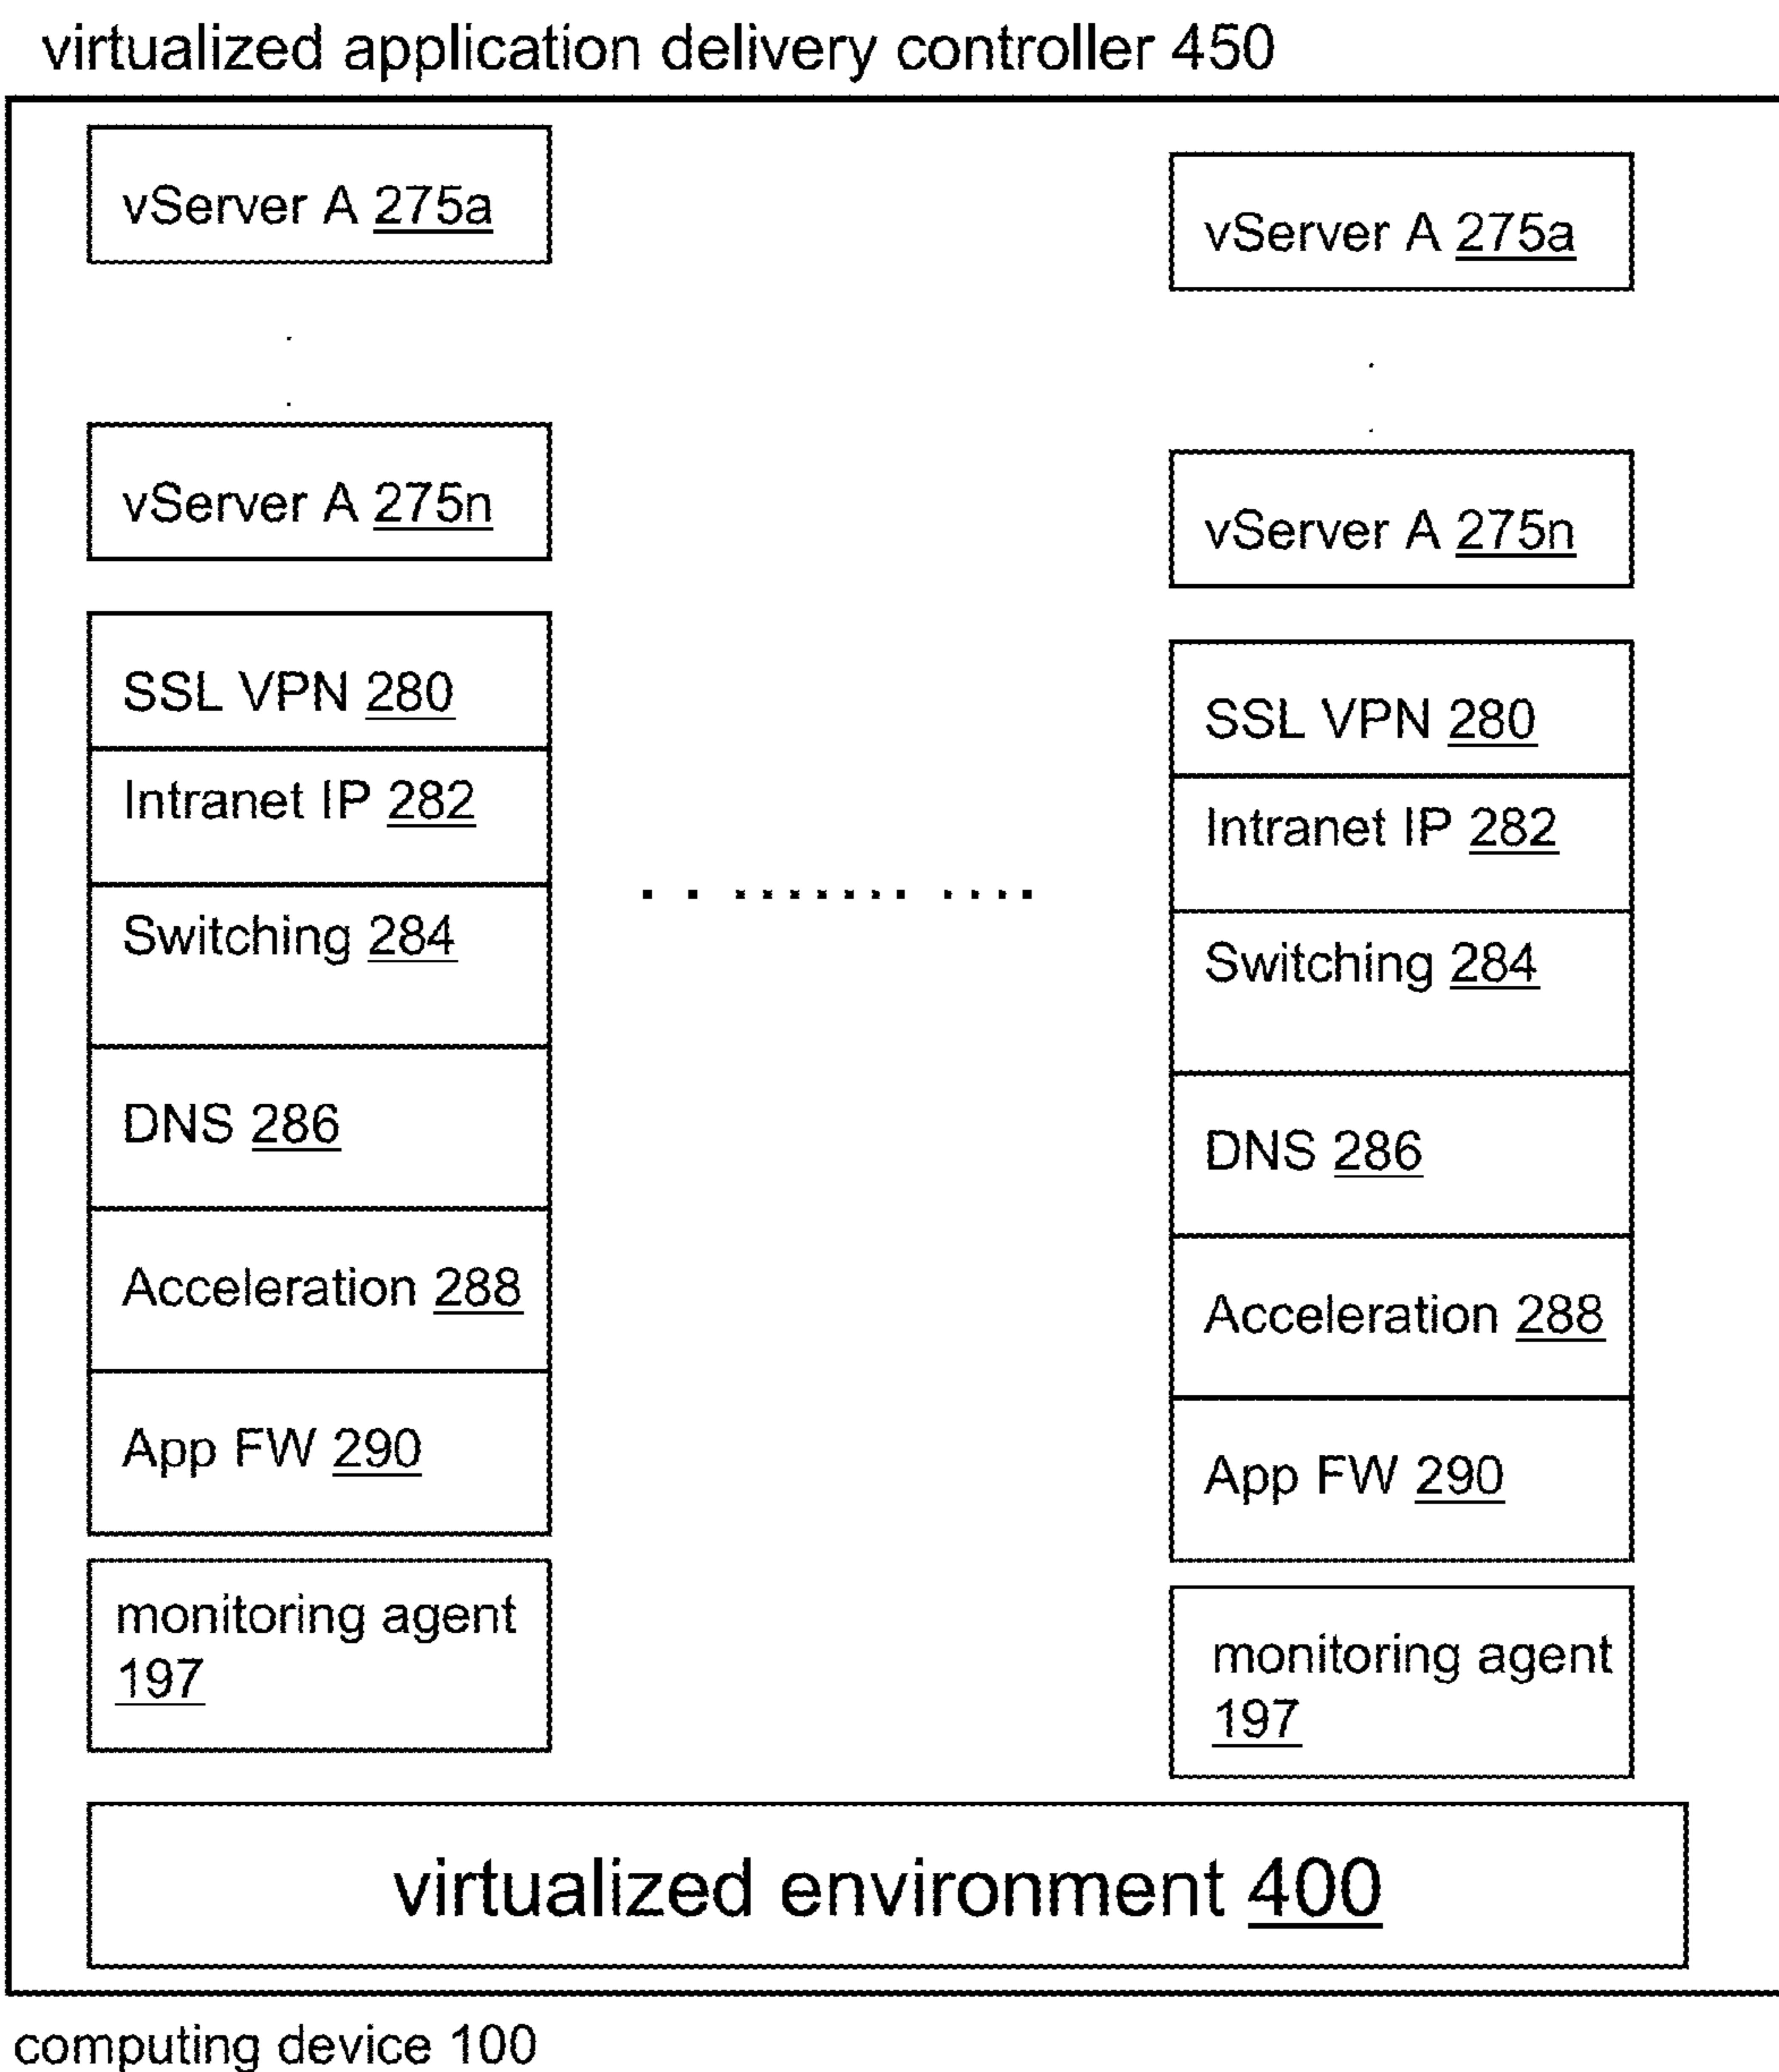 virtualized application delivery controller 450
vServer A 275a
vServer A 275n
SSL VPN 280
Intranet IP 282
Switching 284
DNS 286
Acceleration 288
App FW 290
monitoring agent
197
vServer A 275a
vServer A 275n
SSL VPN 280
Intranet IP 282
Switching 284
DNS 286
Acceleration 288
App FW 290
monitoring agent
197
virtualized environment 400
computing device 100